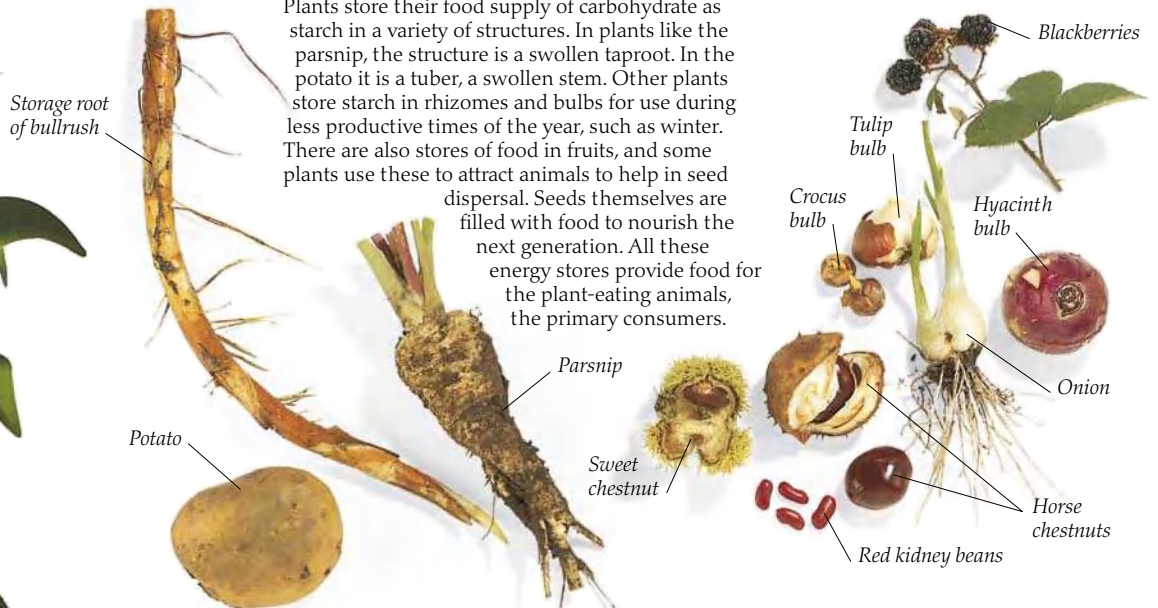 Plants store their food supply of carbohydrate as
starch in a variety of structures. In plants like the
parsnip, the structure is a swollen taproot. In the
potato it is a tuber, a swollen stem. Other plants
store starch in rhizomes and bulbs for use during
less productive times of the year, such as winter.
There are also stores of food in fruits, and some
plants use these to attract animals to help in seed
dispersal. Seeds themselves are
filled with food to nourish the
next generation. All these
energy stores provide food for
the plant-eating animals,
the primary consumers.
Storage root
of bullrush
Blackberries
Tulip
bulb
Crocus
bulb
Hyacinth
bulb
Parsnip
Onion
Potato
Sweet
chestnut
Horse
chestnuts
Red kidney beans